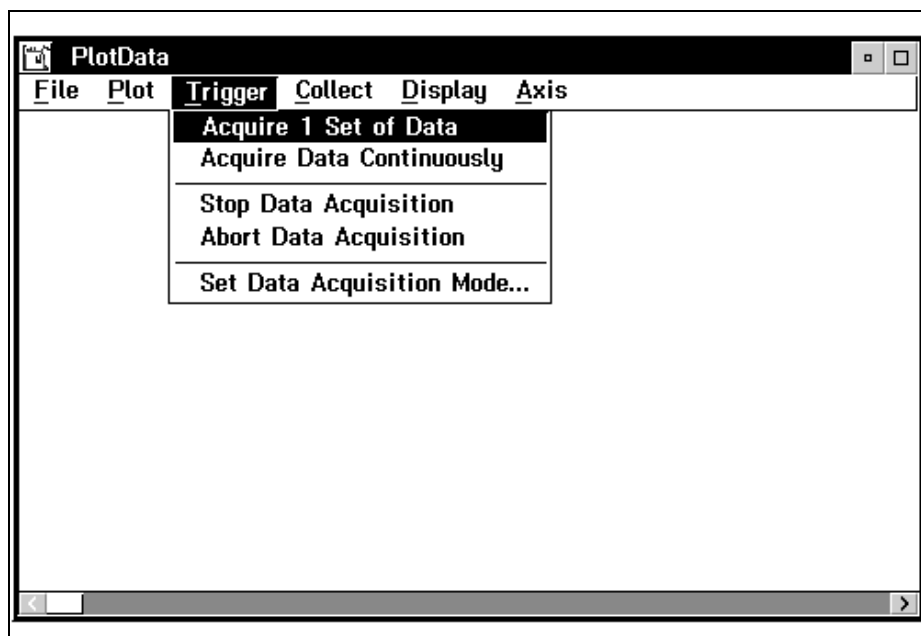 PlotData
File Plot Trigger Collect Display Axis
Acquire 1 Set of Data
Acquire Data Continuously
Stop Data Acquisition
Abort Data Acquisition
Set Data Acquisition Mode...